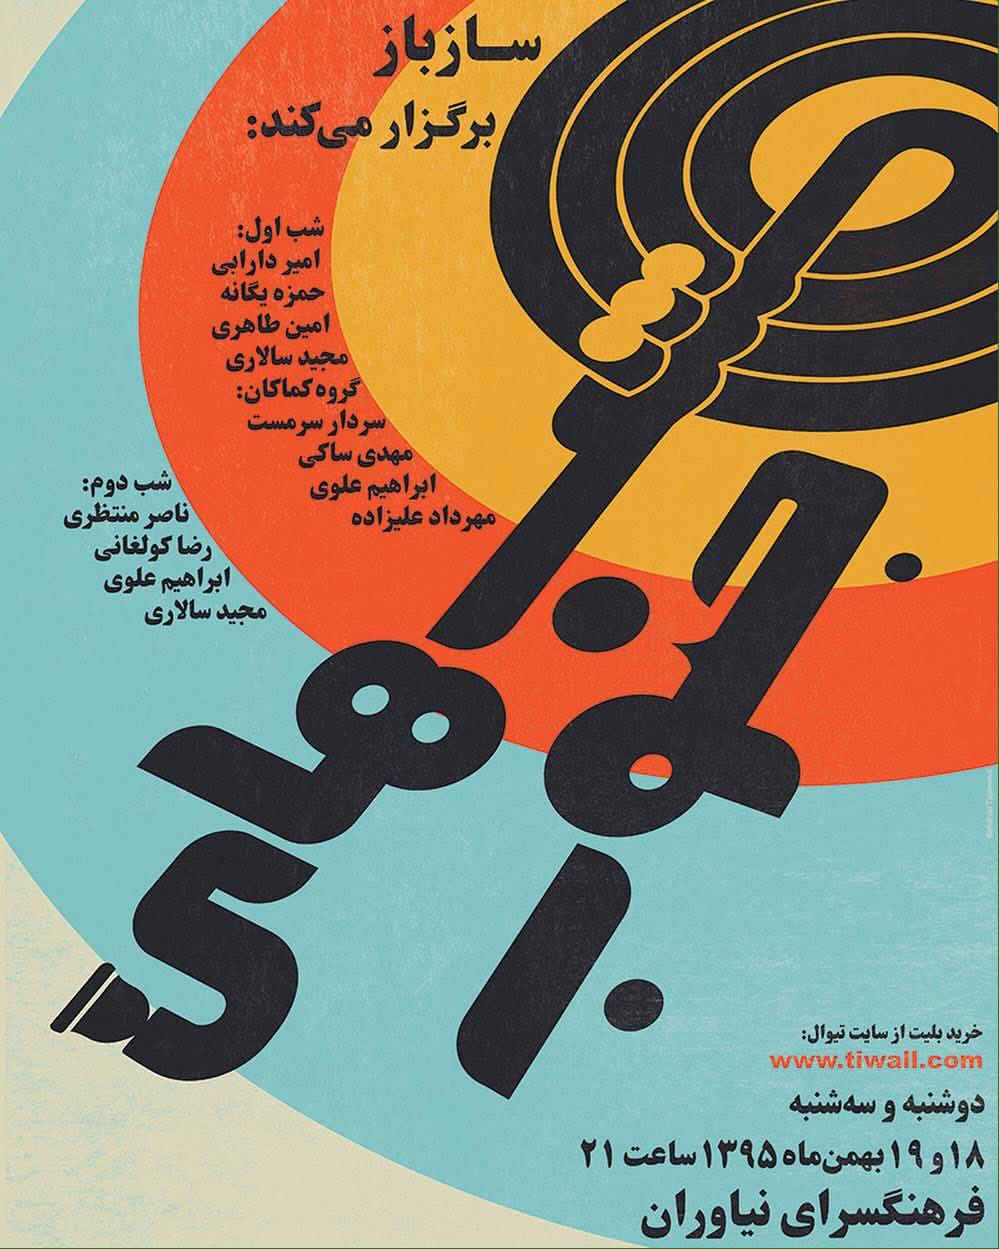 ســازباز
برگزار می‌کند:
شب اول:
امیر دارابی
حمزه یگانه
امین طاهری
مجید سالاری
گروه کماکان:
سردار سرمست
مهدی ساکی
ابراهیم علوی
مهرداد علیزاده
شب دوم:
ناصر منتظری
رضا کولغانی
ابراهیم علوی
مجید سالاری
خرید بلیت از سایت تیوال:
www.tiwall.com
دوشنبه و سه‌شنبه
۱۸ و ۱۹ بهمن‌ماه ۱۳۹۵ ساعت ۲۱
فرهنگسرای نیاوران